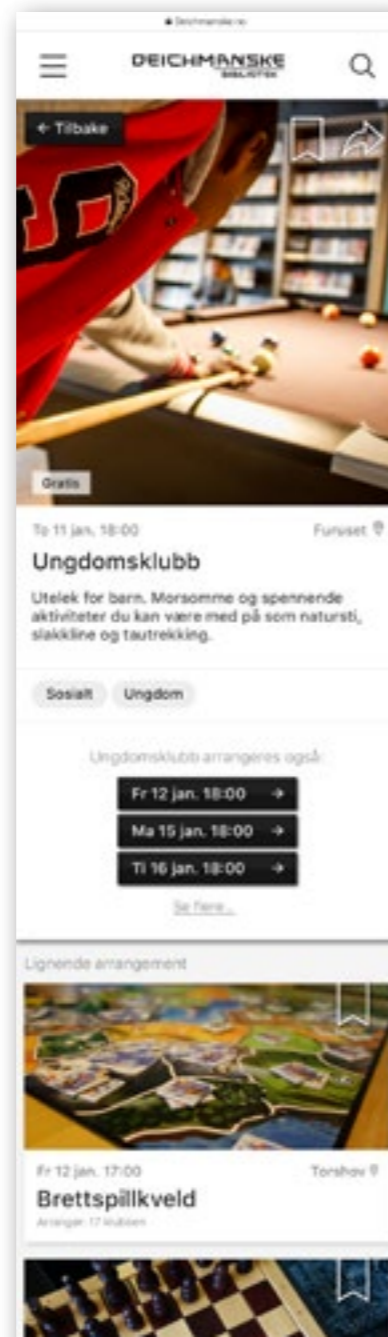 Deichmanske.no
DEICHMANSKE
BIBLIOTEK
← Tilbake
Gratis
To 11 jan. 18:00 Furuset
Ungdomsklubb
Utelek for barn. Morsomme og spennende
aktiviteter du kan være med på som natursti,
slakkline og tautrekking.
Sosialt Ungdom
Ungdomsklubb arrangeres også:
Fr 12 jan. 18:00 →
Ma 15 jan. 18:00 →
Ti 16 jan. 18:00 →
Se flere...
Lignende arrangement
Fr 12 jan. 17:00 Torshov
Brettspillkveld
Arrangør: 17 klubben